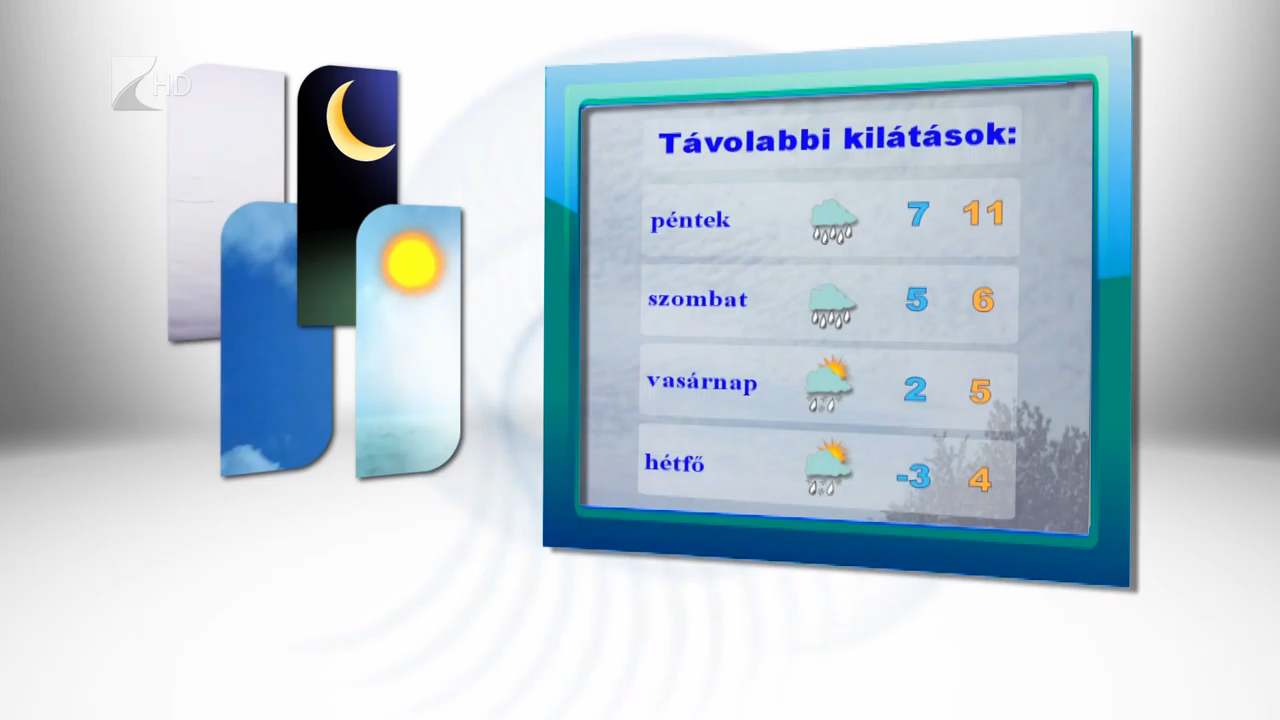 HD
Távolabbi kilátások:
péntek 7 11
szombat 5 6
vasárnap 2 5
hétfő -3 4